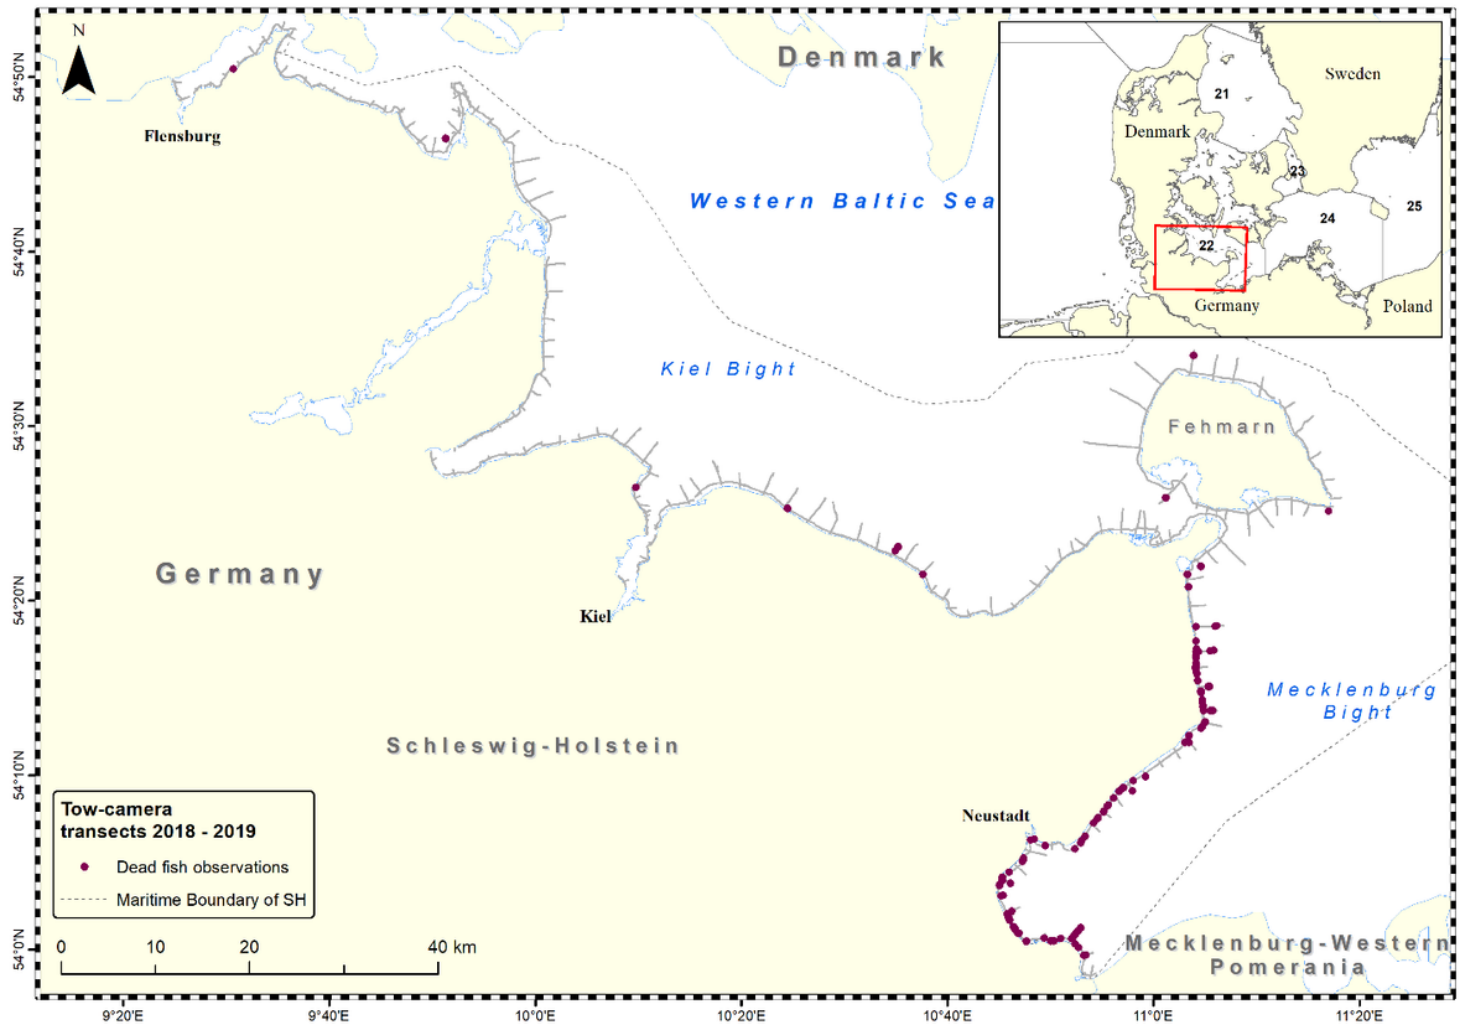 N
Denmark
Sweden
21
Denmark
23
24
25
22
Germany
Poland
54°50'N
54°40'N
54°30'N
54°20'N
54°10'N
54°0'N
Flensburg
Western Baltic Sea
Kiel Bight
Fehmarn
Germany
Kiel
Mecklenburg
Bight
Schleswig-Holstein
Neustadt
Mecklenburg-Western
Pomerania
Tow-camera
transects 2018 - 2019
Dead fish observations
Maritime Boundary of SH
0 10 20 40 km
9°20'E 9°40'E 10°0'E 10°20'E 10°40'E 11°0'E 11°20'E